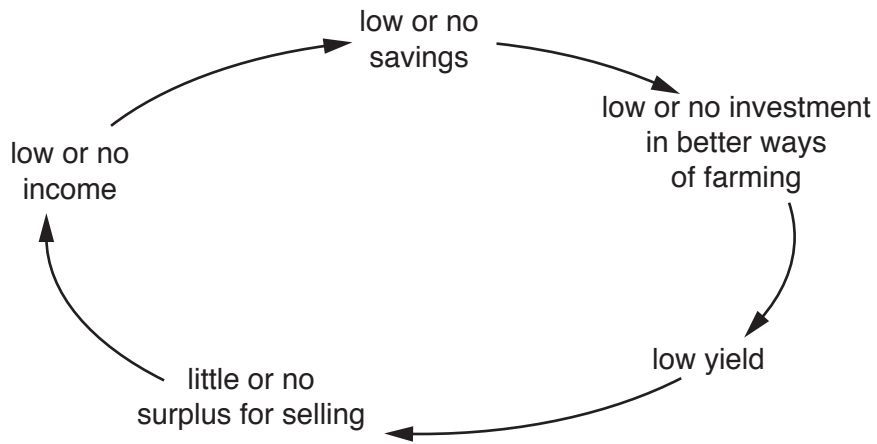 low or no
savings
low or no investment
in better ways
of farming
low yield
little or no
surplus for selling
low or no
income